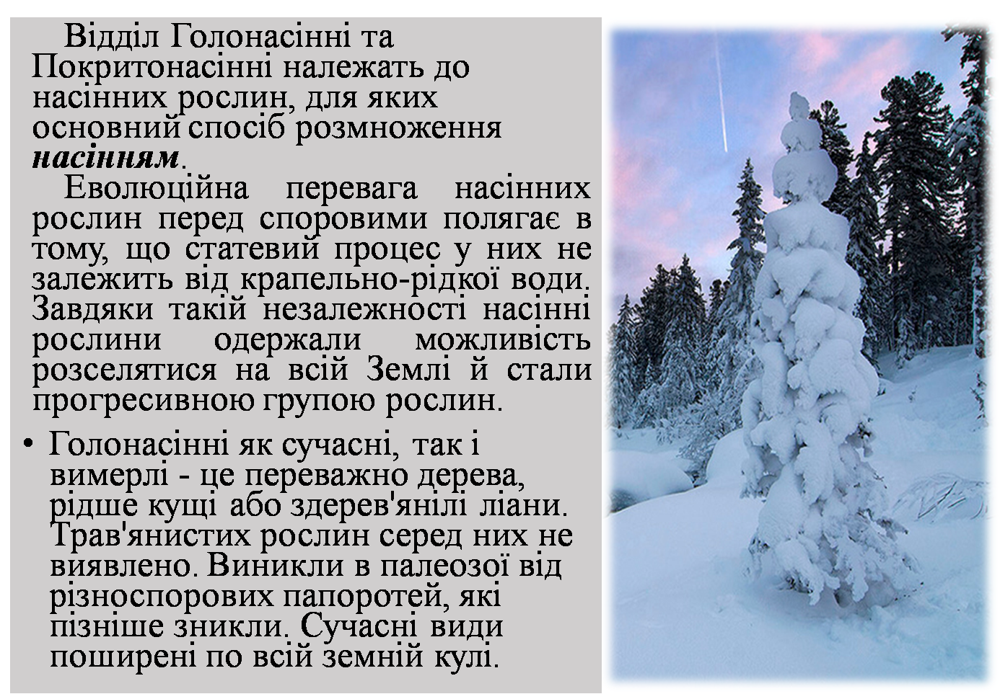 Відділ Голонасінні та
Покритонасінні належать до
насінних рослин, для яких
основний спосіб розмноження
насінням.
Еволюційна перевага насінних
рослин перед споровими полягає в
тому, що статевий процес у них не
залежить від крапельно-рідкої води.
Завдяки такій незалежності насінні
рослини одержали можливість
розселятися на всій Землі й стали
прогресивною групою рослин.
• Голонасінні як сучасні, так і
вимерлі - це переважно дерева,
рідше кущі або здерев'янілі ліани.
Трав'янистих рослин серед них не
виявлено. Виникли в палеозої від
різноспорових папоротей, які
пізніше зникли. Сучасні види
поширені по всій земній кулі.